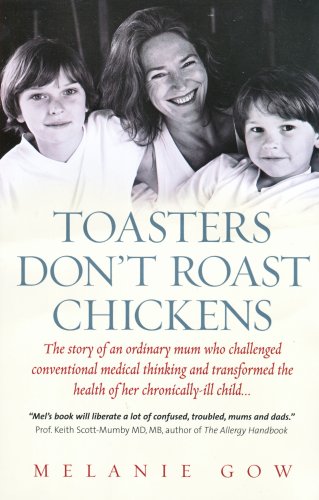 TOASTERS
DON'T ROAST
CHICKENS
The story of an ordinary mum who challenged
conventional medical thinking and transformed the
health of her chronically-ill child...
"Mel's book will liberate a lot of confused, troubled, mums and dads."
Prof. Keith Scott-Mumby MD, MB, author of The Allergy Handbook
MELANIE GOW